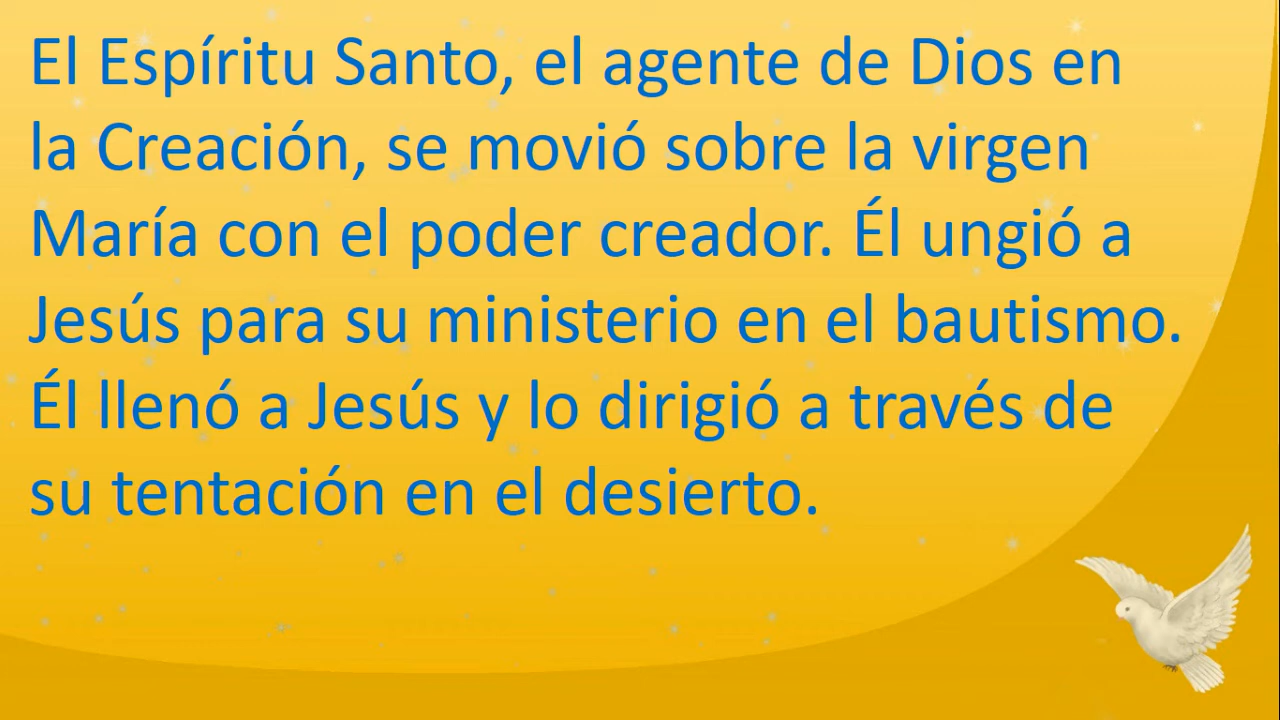 El Espíritu Santo, el agente de Dios en
la Creación, se movió sobre la virgen
María con el poder creador. Él ungió a
Jesús para su ministerio en el bautismo.
Él llenó a Jesús y lo dirigió a través de
su tentación en el desierto.